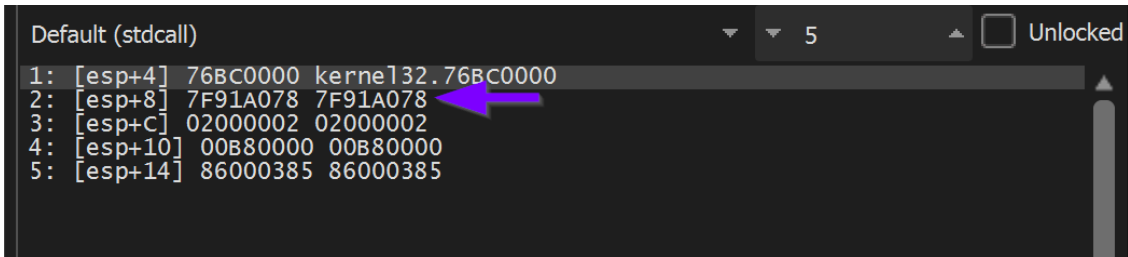 Default (stdcall) 5 Unlocked
1: [esp+4] 76BC0000 kernel32.76BC0000
2: [esp+8] 7F91A078 7F91A078
3: [esp+C] 02000002 02000002
4: [esp+10] 00B80000 00B80000
5: [esp+14] 86000385 86000385